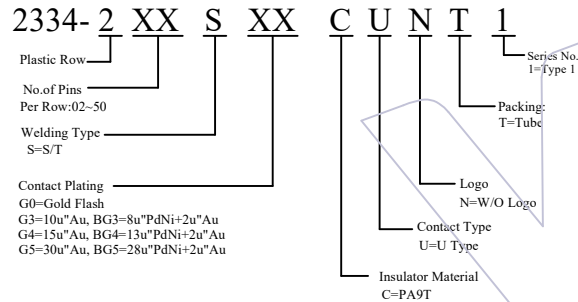 2334-2 XX S XX C U N T 1
Plastic Row
Series No.
1=Type 1
No.of Pins
Per Row:02~50
Packing:
T=Tube
Welding Type
S=S/T
Contact Plating
G0=Gold Flash
G3=10u"Au, BG3=8u"PdNi+2u"Au
G4=15u"Au, BG4=13u"PdNi+2u"Au
G5=30u"Au, BG5=28u"PdNi+2u"Au
Logo
N=W/O Logo
Contact Type
U=U Type
Insulator Material
C=PA9T